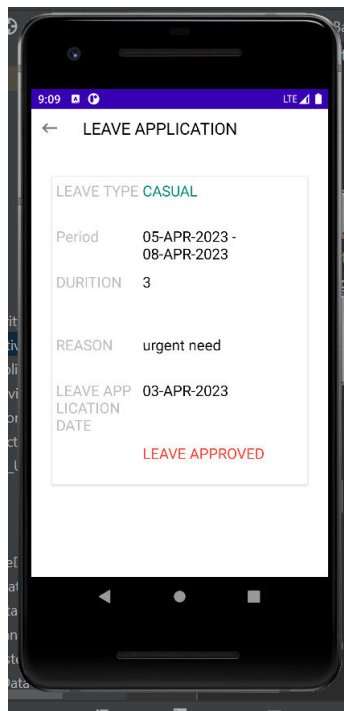 9:09 LTE
LEAVE APPLICATION
LEAVE TYPE CASUAL
Period 05-APR-2023 -
08-APR-2023
DURITION 3
REASON urgent need
LEAVE APP 03-APR-2023
LICATION
DATE
LEAVE APPROVED